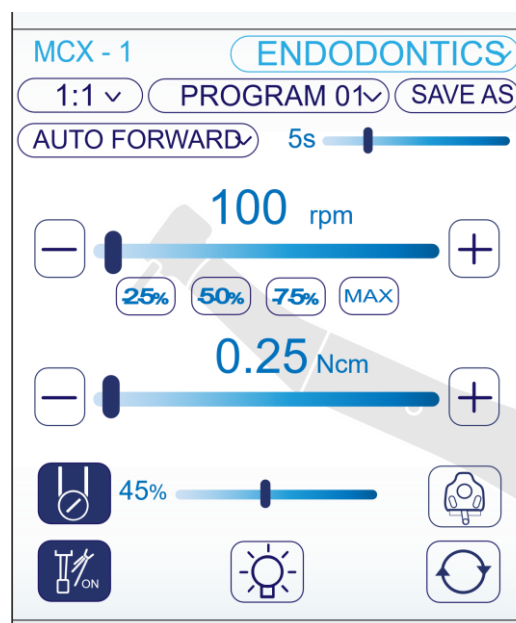 MCX - 1 ENDODONTICS
1:1 PROGRAM 01 SAVE AS
AUTO FORWARD 5s
100 rpm
25% 50% 75% MAX
0.25 Ncm
45%
ON